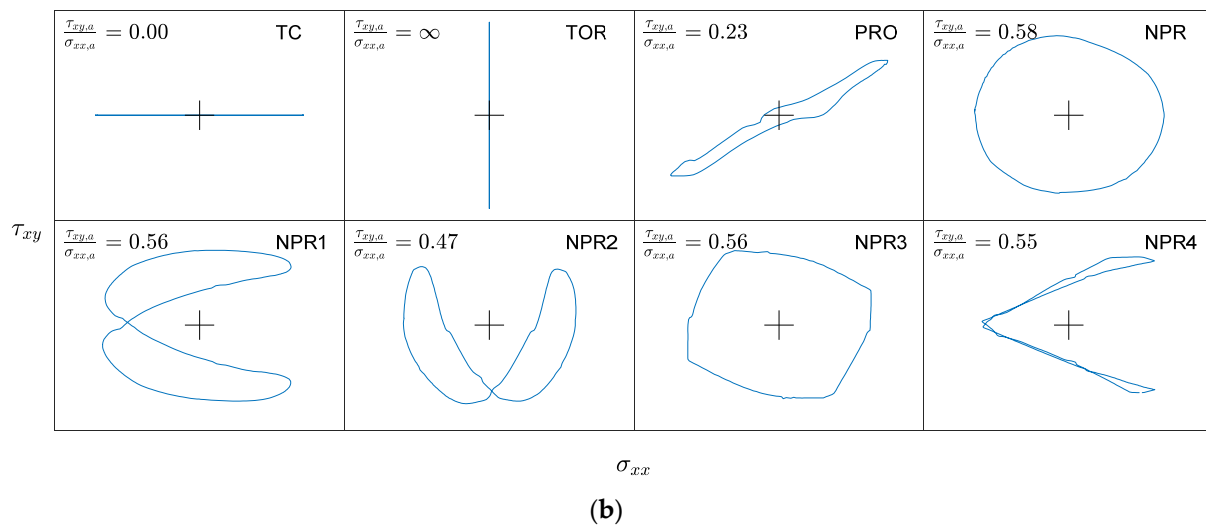 τxy,a/σxx,a = 0.00 TC
τxy,a/σxx,a = ∞ TOR
τxy,a/σxx,a = 0.23 PRO
τxy,a/σxx,a = 0.58 NPR
τxy
τxy,a/σxx,a = 0.56 NPR1
τxy,a/σxx,a = 0.47 NPR2
τxy,a/σxx,a = 0.56 NPR3
τxy,a/σxx,a = 0.55 NPR4
σxx
(b)